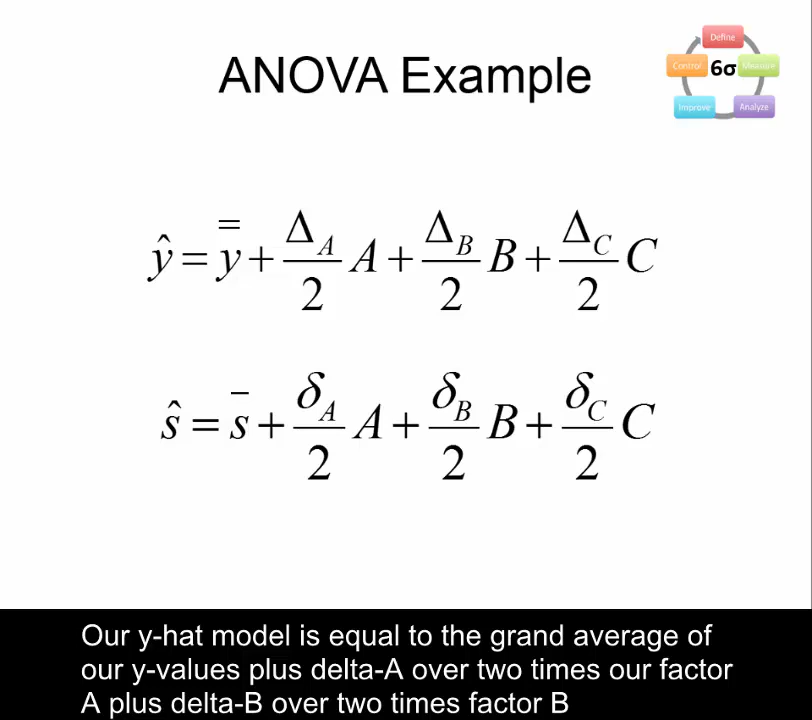 ANOVA Example
Define
Control 6σ Measure
Improve Analyze
ŷ = y̿ + Δ_A/2 A + Δ_B/2 B + Δ_C/2 C
ŝ = s̄ + δ_A/2 A + δ_B/2 B + δ_C/2 C
Our y-hat model is equal to the grand average of
our y-values plus delta-A over two times our factor
A plus delta-B over two times factor B